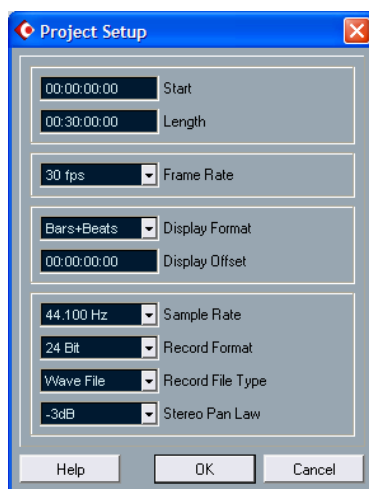 Project Setup
00:00:00:00 Start
00:30:00:00 Length
30 fps Frame Rate
Bars+Beats Display Format
00:00:00:00 Display Offset
44.100 Hz Sample Rate
24 Bit Record Format
Wave File Record File Type
-3dB Stereo Pan Law
Help OK Cancel